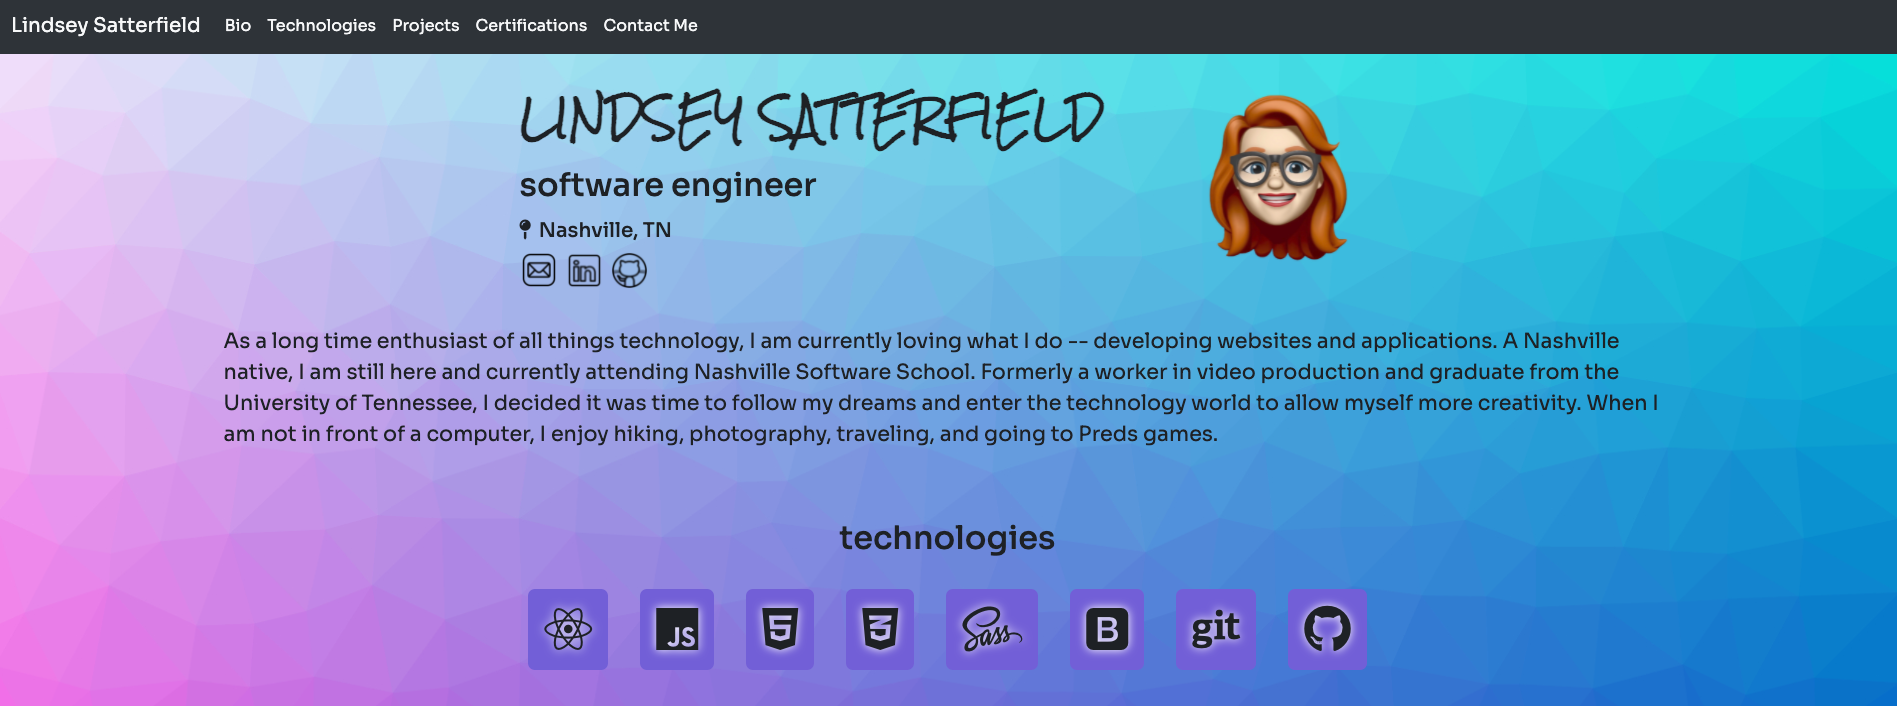 Lindsey Satterfield Bio Technologies Projects Certifications Contact Me
LINDSEY SATTERFIELD
software engineer
Nashville, TN
in
As a long time enthusiast of all things technology, I am currently loving what I do -- developing websites and applications. A Nashville
native, I am still here and currently attending Nashville Software School. Formerly a worker in video production and graduate from the
University of Tennessee, I decided it was time to follow my dreams and enter the technology world to allow myself more creativity. When I
am not in front of a computer, I enjoy hiking, photography, traveling, and going to Preds games.
technologies
JS 5 3 Sass B git